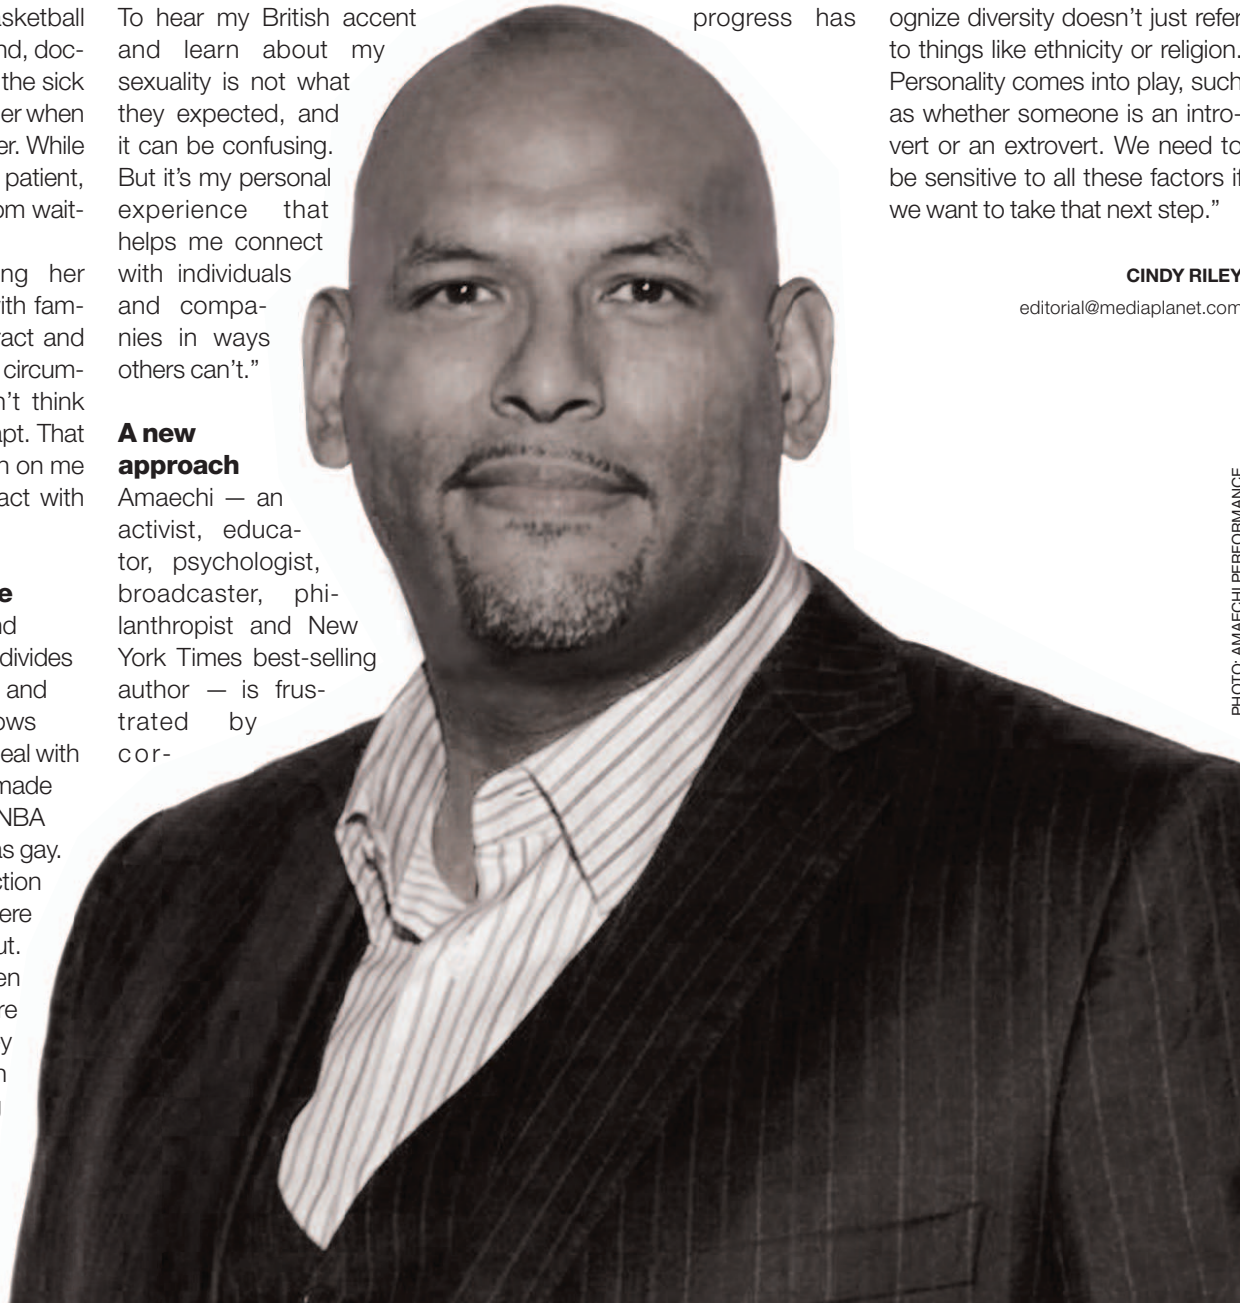 asketball
nd, doc-
the sick
er when
er. While
patient,
om wait-
ing her
ith fam-
ract and
circum-
n't think
apt. That
n on me
act with
e
nd
divides
and
ows
eal with
made
NBA
as gay.
ction
ere
ut.
en
re
y
n
To hear my British accent
and learn about my
sexuality is not what
they expected, and
it can be confusing.
But it’s my personal
experience that
helps me connect
with individuals
and compa-
nies in ways
others can’t.”
A new
approach
Amaechi — an
activist, educa-
tor, psychologist,
broadcaster, phi-
lanthropist and New
York Times best-selling
author — is frus-
trated by
cor-
progress has
ognize diversity doesn’t just refer
to things like ethnicity or religion.
Personality comes into play, such
as whether someone is an intro-
vert or an extrovert. We need to
be sensitive to all these factors if
we want to take that next step.”
CINDY RILEY
editorial@mediaplanet.com
PHOTO: AMAECHI PERFORMANCE